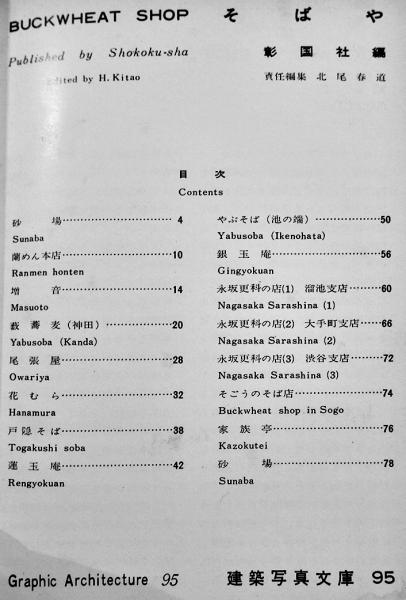 BUCKWHEAT SHOP そばや
Published by Shokoku-sha 彰国社編
Edited by H. Kitao 責任編集 北尾春道
目次
Contents
砂場 4
Sunaba
蘭めん本店 10
Ranmen honten
増音 14
Masuoto
藪蕎麦(神田) 20
Yabusoba (Kanda)
尾張屋 28
Owariya
花むら 32
Hanamura
戸隠そば 38
Togakushi soba
蓮玉庵 42
Rengyokuan
やぶそば(池の端) 50
Yabusoba (Ikenohata)
銀玉庵 56
Gingyokuan
永坂更科の店(1) 溜池支店 60
Nagasaka Sarashina (1)
永坂更科の店(2) 大手町支店 66
Nagasaka Sarashina (2)
永坂更科の店(3) 渋谷支店 72
Nagasaka Sarashina (3)
そごうのそば店 74
Buckwheat shop in Sogo
家族亭 76
Kazokutei
砂場 78
Sunaba
Graphic Architecture 95 建築写真文庫 95